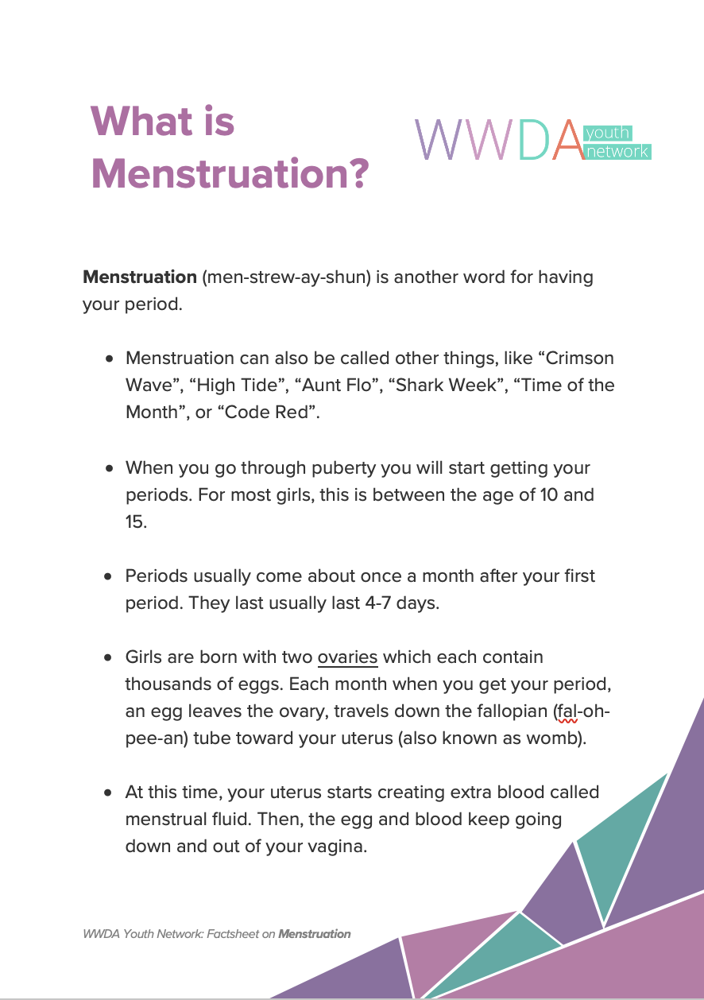 What is
Menstruation?
WWDA youth
network
Menstruation (men-strew-ay-shun) is another word for having
your period.
• Menstruation can also be called other things, like “Crimson
Wave”, “High Tide”, “Aunt Flo”, “Shark Week”, “Time of the
Month”, or “Code Red”.
• When you go through puberty you will start getting your
periods. For most girls, this is between the age of 10 and
15.
• Periods usually come about once a month after your first
period. They last usually last 4-7 days.
• Girls are born with two ovaries which each contain
thousands of eggs. Each month when you get your period,
an egg leaves the ovary, travels down the fallopian (fal-oh-
pee-an) tube toward your uterus (also known as womb).
• At this time, your uterus starts creating extra blood called
menstrual fluid. Then, the egg and blood keep going
down and out of your vagina.
WWDA Youth Network: Factsheet on Menstruation